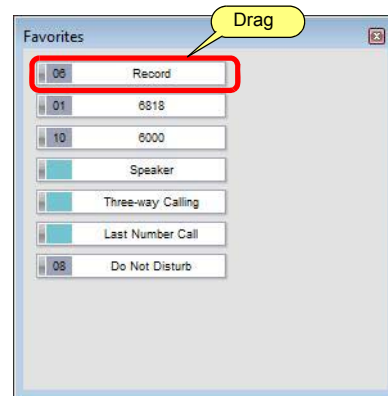 Drag
Favorites
06 Record
01 6818
10 6000
Speaker
Three-way Calling
Last Number Call
08 Do Not Disturb